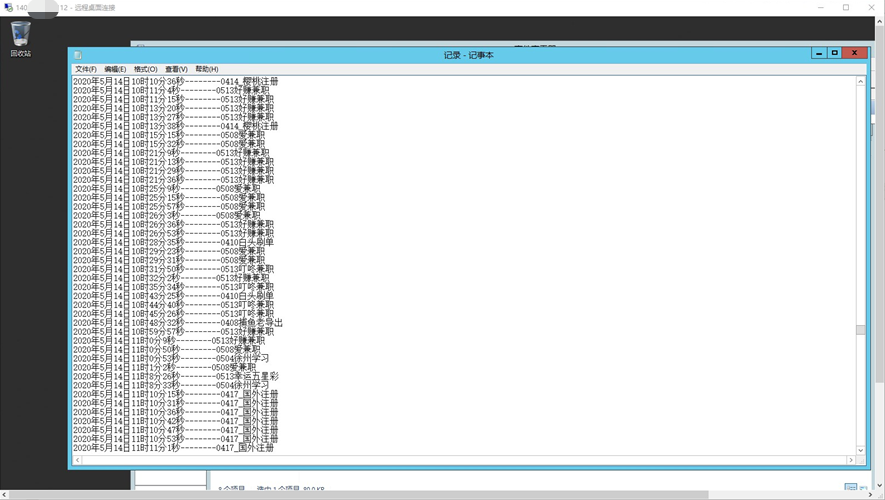 远程桌面连接
回收站
记录 - 记事本
文件(F) 编辑(E) 格式(O) 查看(V) 帮助(H)
2020年5月14日10时10分36秒--------0414_樱桃注册
2020年5月14日10时11分4秒--------0513好赚兼职
2020年5月14日10时11分15秒--------0513好赚兼职
2020年5月14日10时13分20秒--------0513好赚兼职
2020年5月14日10时13分27秒--------0513好赚兼职
2020年5月14日10时13分38秒--------0414_樱桃注册
2020年5月14日10时15分15秒--------0508爱兼职
2020年5月14日10时15分32秒--------0508爱兼职
2020年5月14日10时21分9秒--------0513好赚兼职
2020年5月14日10时21分13秒--------0513好赚兼职
2020年5月14日10时21分29秒--------0513好赚兼职
2020年5月14日10时21分36秒--------0513好赚兼职
2020年5月14日10时25分9秒--------0508爱兼职
2020年5月14日10时25分15秒--------0508爱兼职
2020年5月14日10时25分57秒--------0508爱兼职
2020年5月14日10时26分3秒--------0508爱兼职
2020年5月14日10时26分36秒--------0513好赚兼职
2020年5月14日10时26分53秒--------0513好赚兼职
2020年5月14日10时28分35秒--------0410白头刷单
2020年5月14日10时29分23秒--------0508爱兼职
2020年5月14日10时29分31秒--------0508爱兼职
2020年5月14日10时31分50秒--------0513叮咚兼职
2020年5月14日10时32分2秒--------0513好赚兼职
2020年5月14日10时35分34秒--------0513叮咚兼职
2020年5月14日10时43分25秒--------0410白头刷单
2020年5月14日10时44分40秒--------0513叮咚兼职
2020年5月14日10时45分26秒--------0513叮咚兼职
2020年5月14日10时48分32秒--------0408捕鱼老导出
2020年5月14日10时59分57秒--------0513好赚兼职
2020年5月14日11时0分9秒--------0513好赚兼职
2020年5月14日11时0分50秒--------0508爱兼职
2020年5月14日11时0分53秒--------0504徐州学习
2020年5月14日11时1分2秒--------0508爱兼职
2020年5月14日11时8分26秒--------0513幸运五星彩
2020年5月14日11时8分33秒--------0504徐州学习
2020年5月14日11时10分15秒--------0417_国外注册
2020年5月14日11时10分31秒--------0417_国外注册
2020年5月14日11时10分36秒--------0417_国外注册
2020年5月14日11时10分42秒--------0417_国外注册
2020年5月14日11时10分47秒--------0417_国外注册
2020年5月14日11时10分53秒--------0417_国外注册
2020年5月14日11时11分1秒--------0417_国外注册